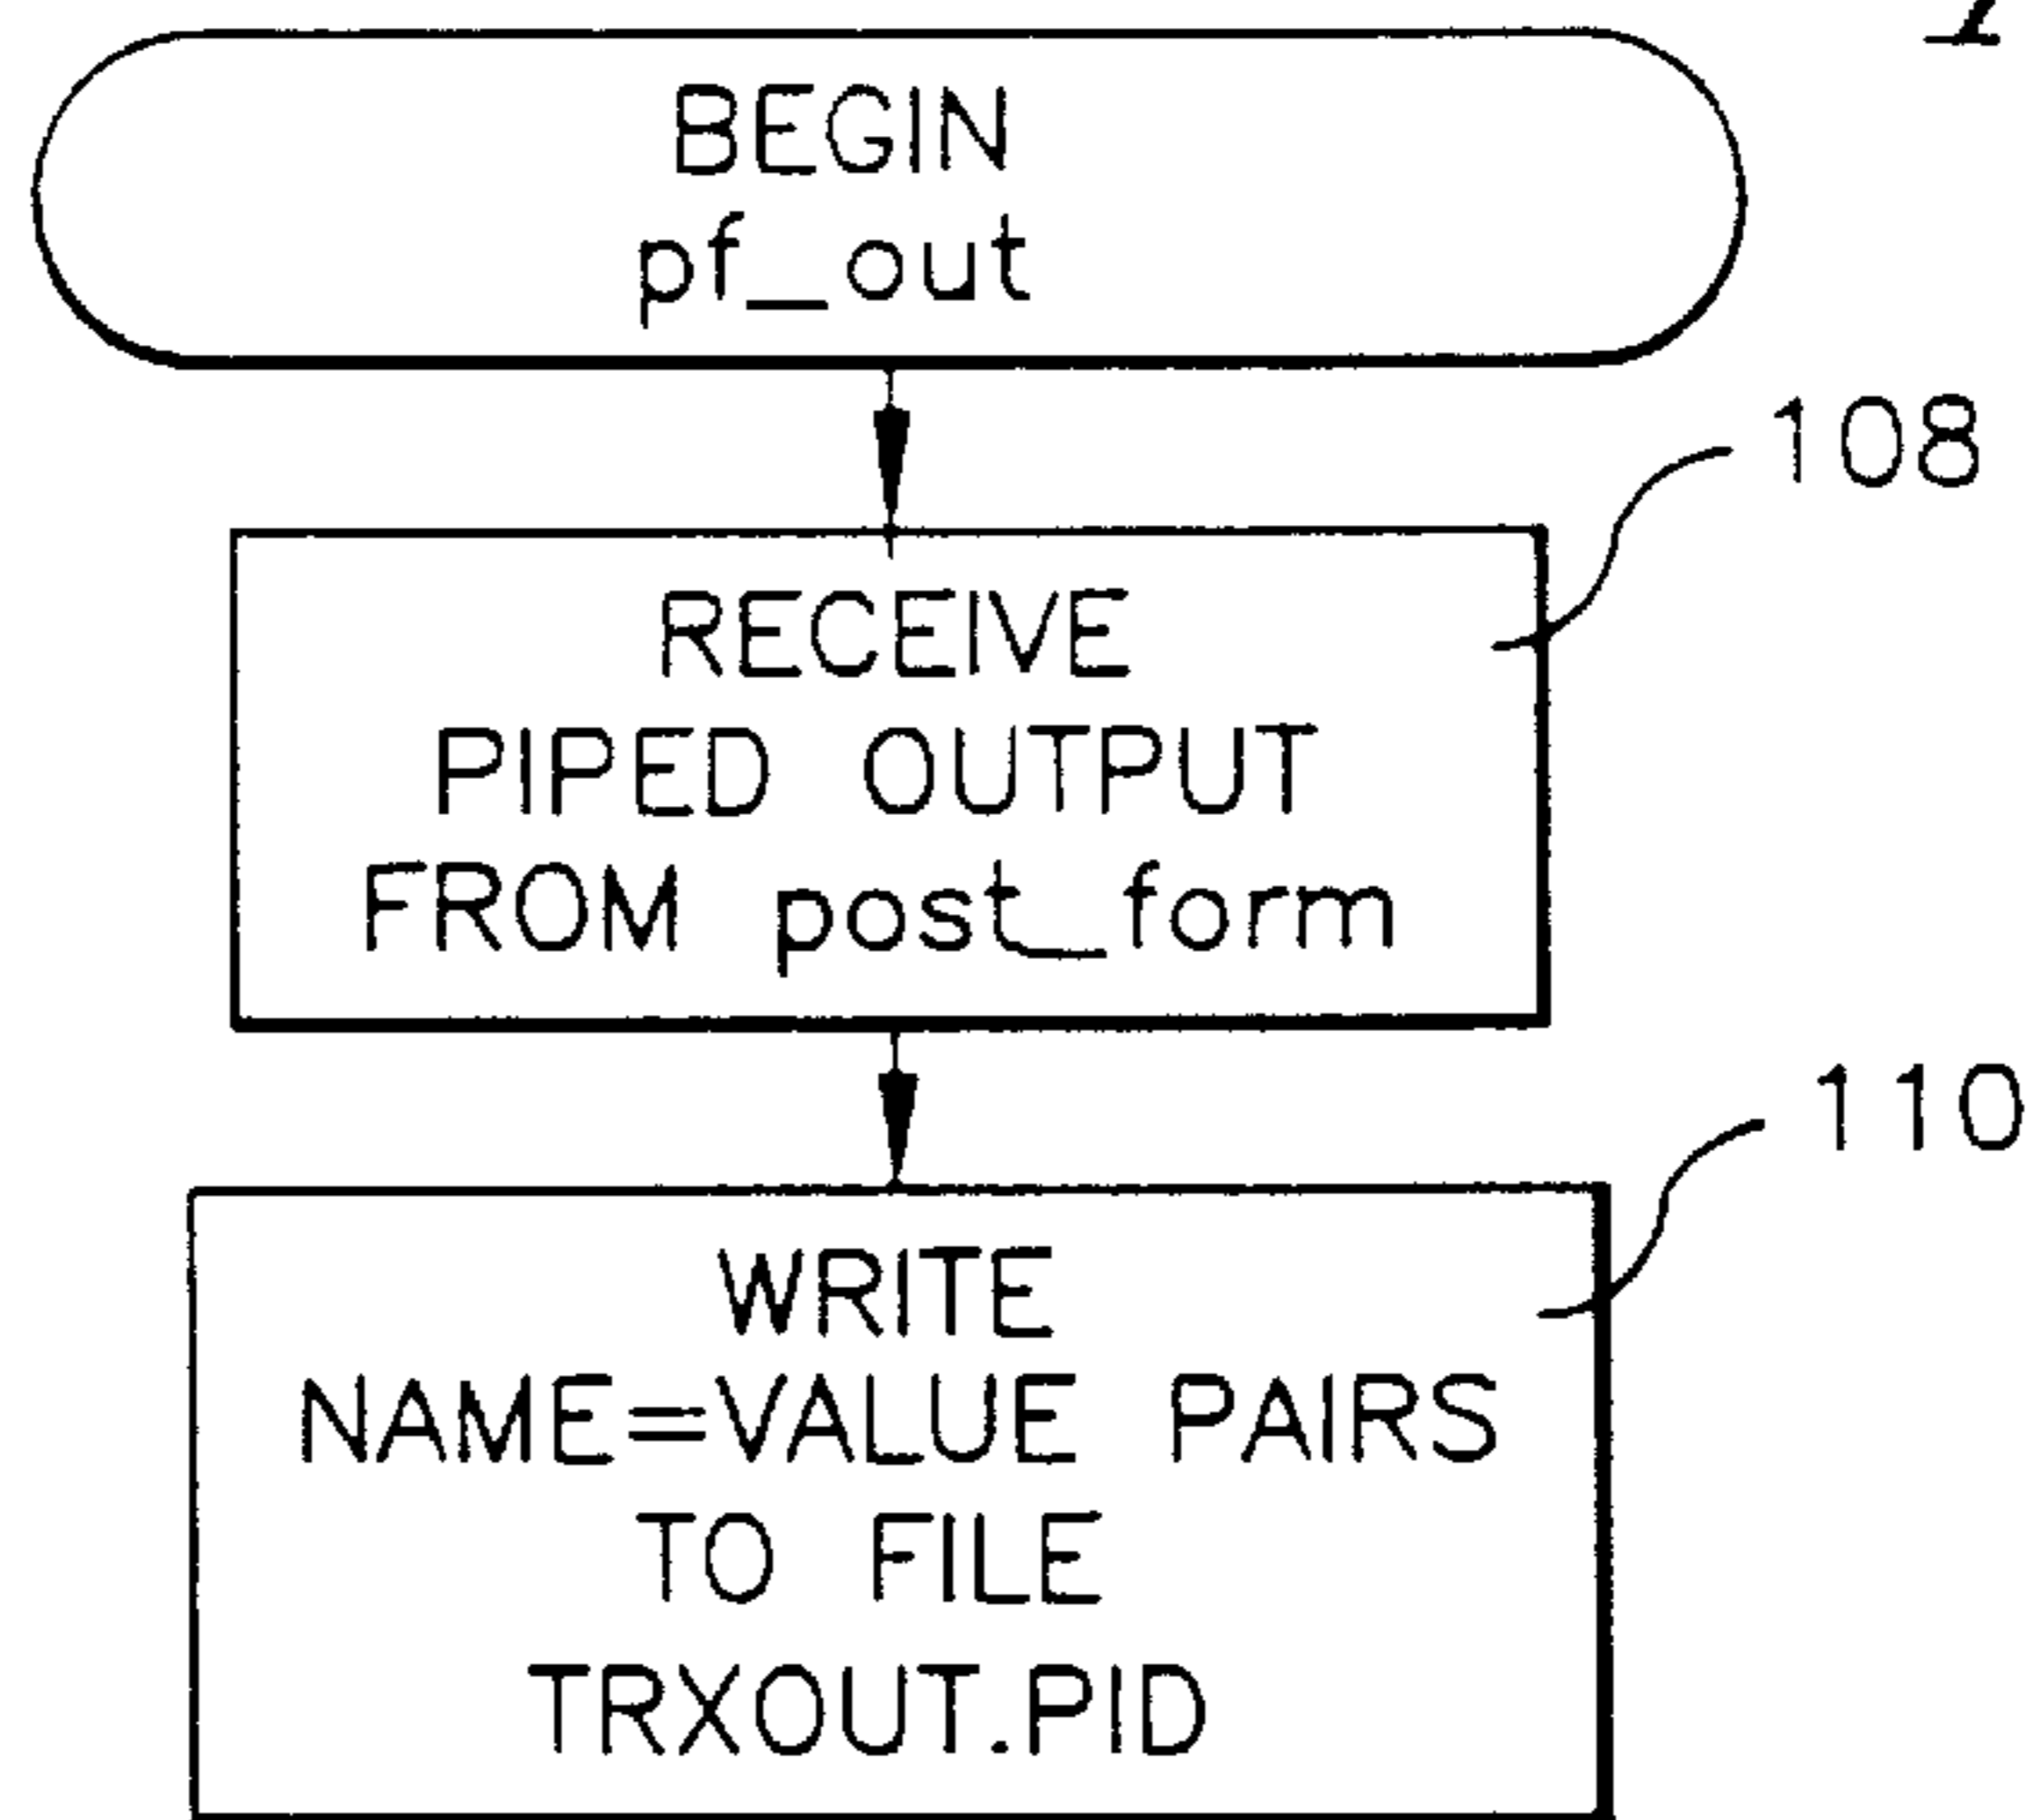 BEGIN
pf_out
108
RECEIVE
PIPED OUTPUT
FROM post_form
110
WRITE
NAME=VALUE PAIRS
TO FILE
TRXOUT.PID